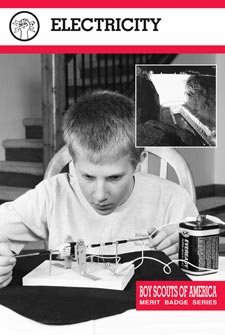 ELECTRICITY
BOY SCOUTS OF AMERICA
MERIT BADGE SERIES